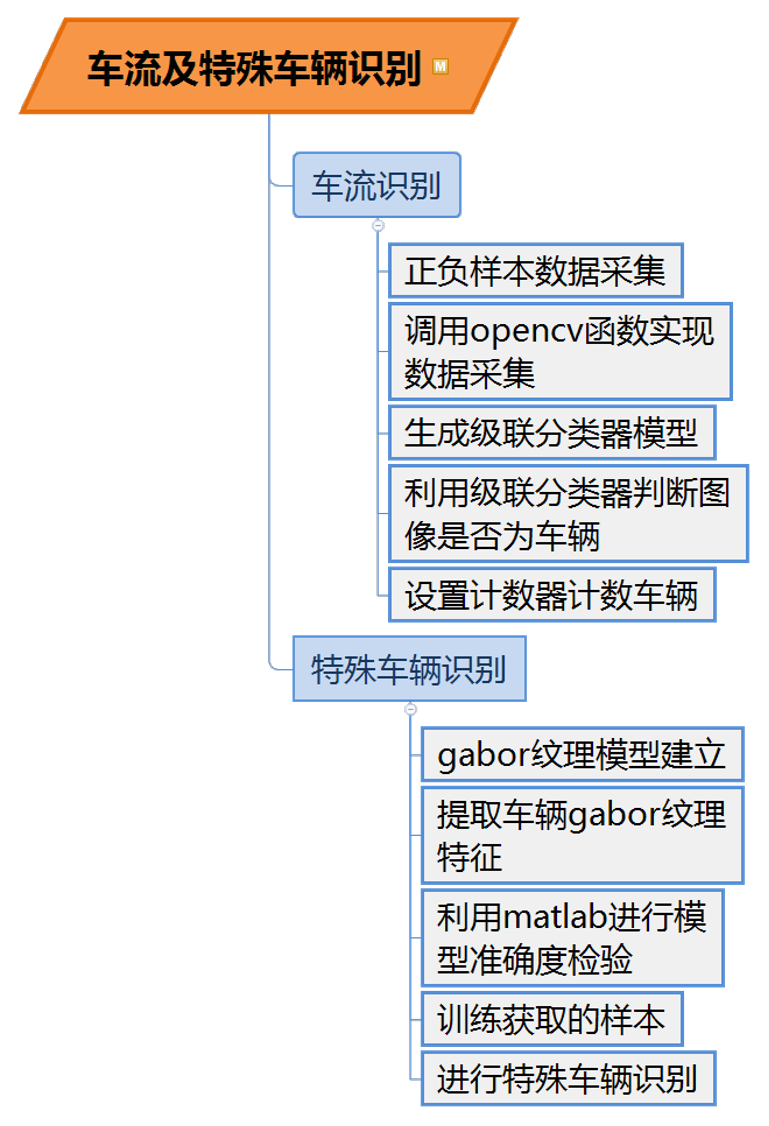 车流及特殊车辆识别 M
车流识别
正负样本数据采集
调用opencv函数实现
数据采集
生成级联分类器模型
利用级联分类器判断图
像是否为车辆
设置计数器计数车辆
特殊车辆识别
gabor纹理模型建立
提取车辆gabor纹理
特征
利用matlab进行模
型准确度检验
训练获取的样本
进行特殊车辆识别